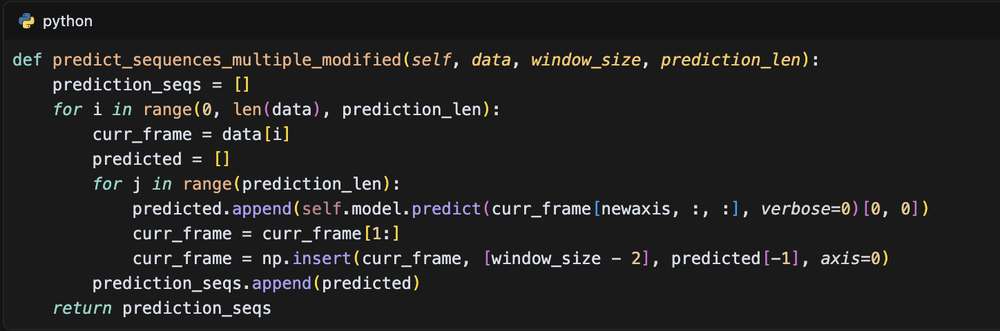 python
def predict_sequences_multiple_modified(self, data, window_size, prediction_len):
    prediction_seqs = []
    for i in range(0, len(data), prediction_len):
        curr_frame = data[i]
        predicted = []
        for j in range(prediction_len):
            predicted.append(self.model.predict(curr_frame[newaxis, :, :], verbose=0)[0, 0])
            curr_frame = curr_frame[1:]
            curr_frame = np.insert(curr_frame, [window_size - 2], predicted[-1], axis=0)
        prediction_seqs.append(predicted)
    return prediction_seqs